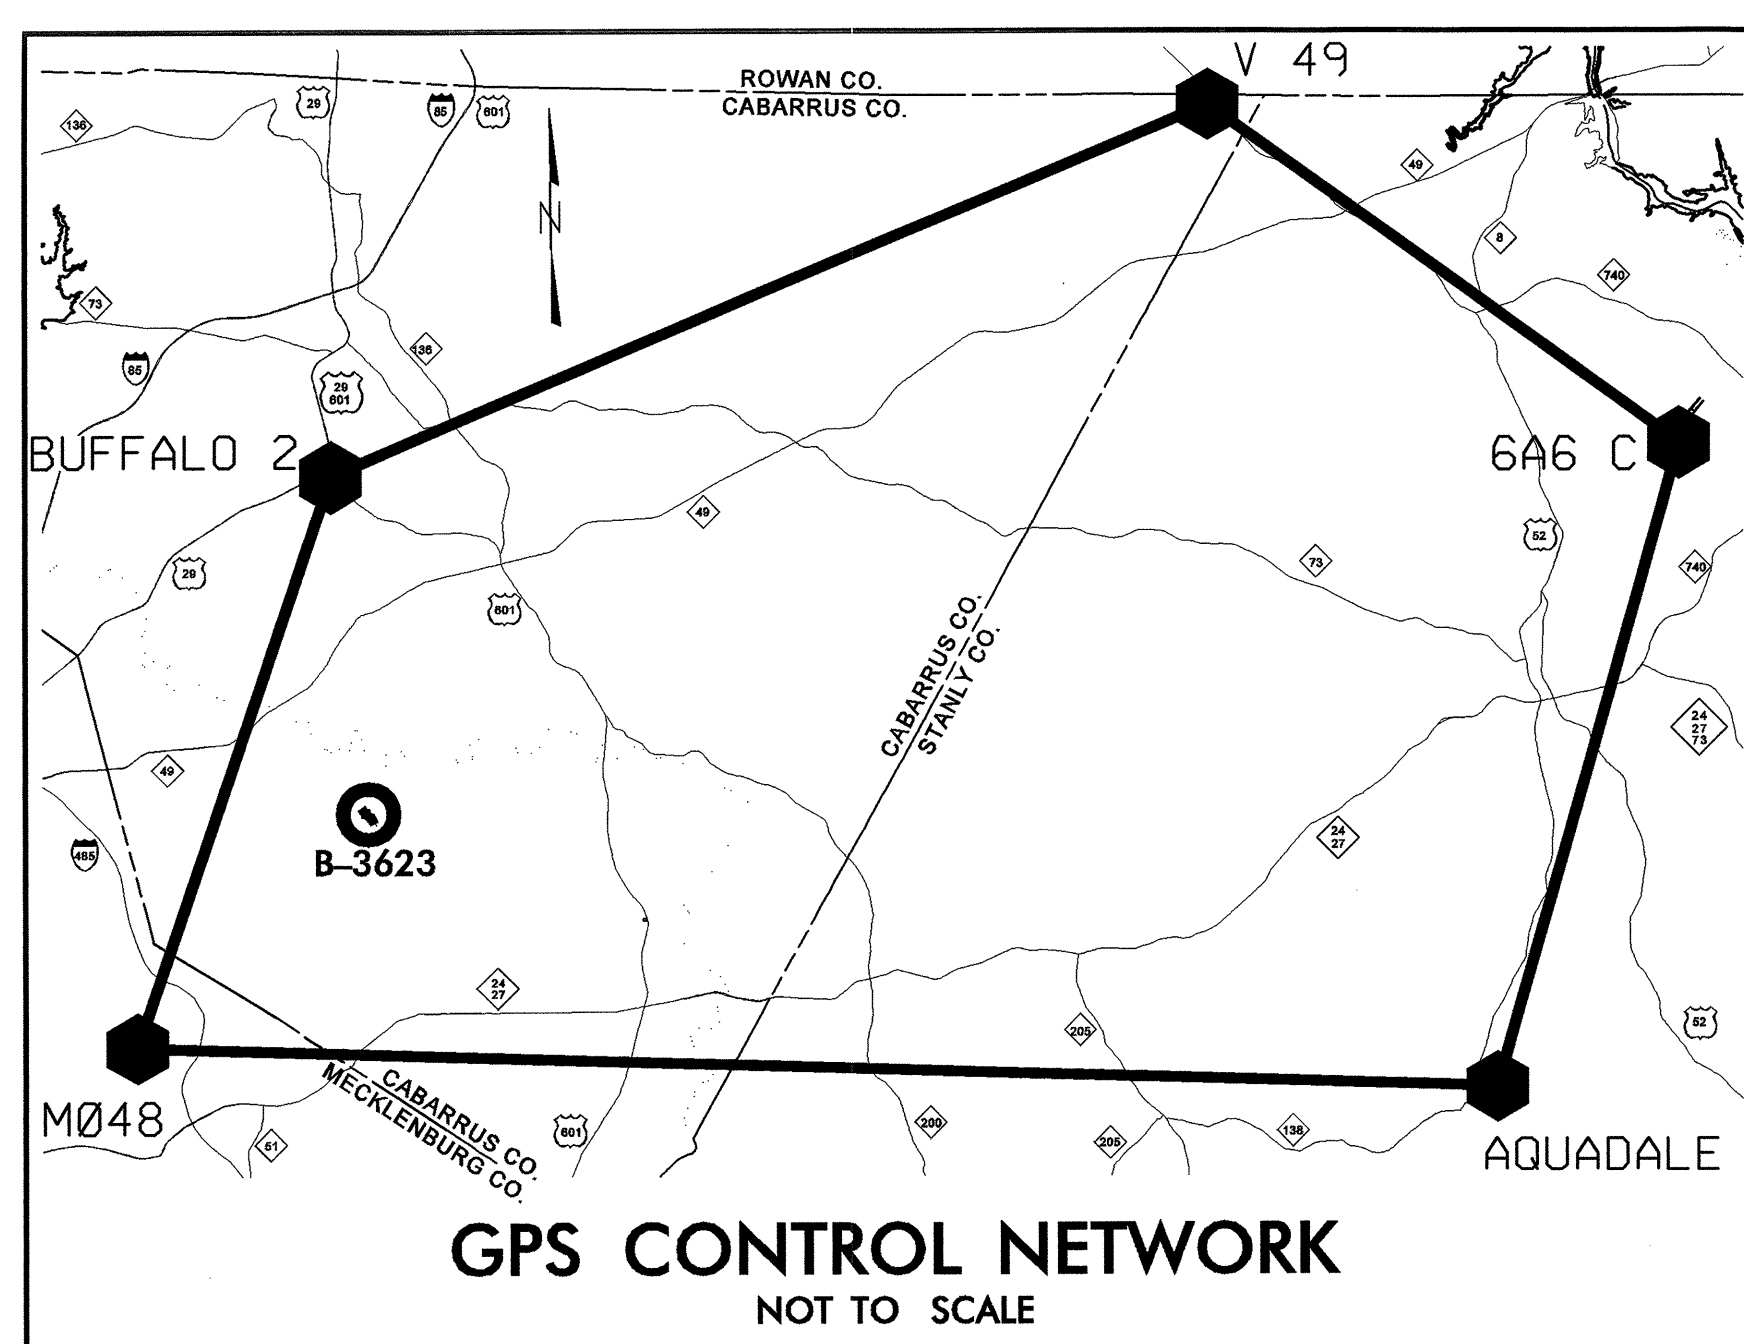 V 49
ROWAN CO.
CABARRUS CO.
29
85
601
136
49
N
8
740
73
136
85
29
601
BUFFALO 2
6A6 C
49
52
73
740
29
601
CABARRUS CO.
STANLY CO.
24
27
73
49
B-3623
24
27
485
24
27
205
52
MØ48
CABARRUS CO.
MECKLENBURG CO.
51
601
200
205
138
AQUADALE
GPS CONTROL NETWORK
NOT TO SCALE